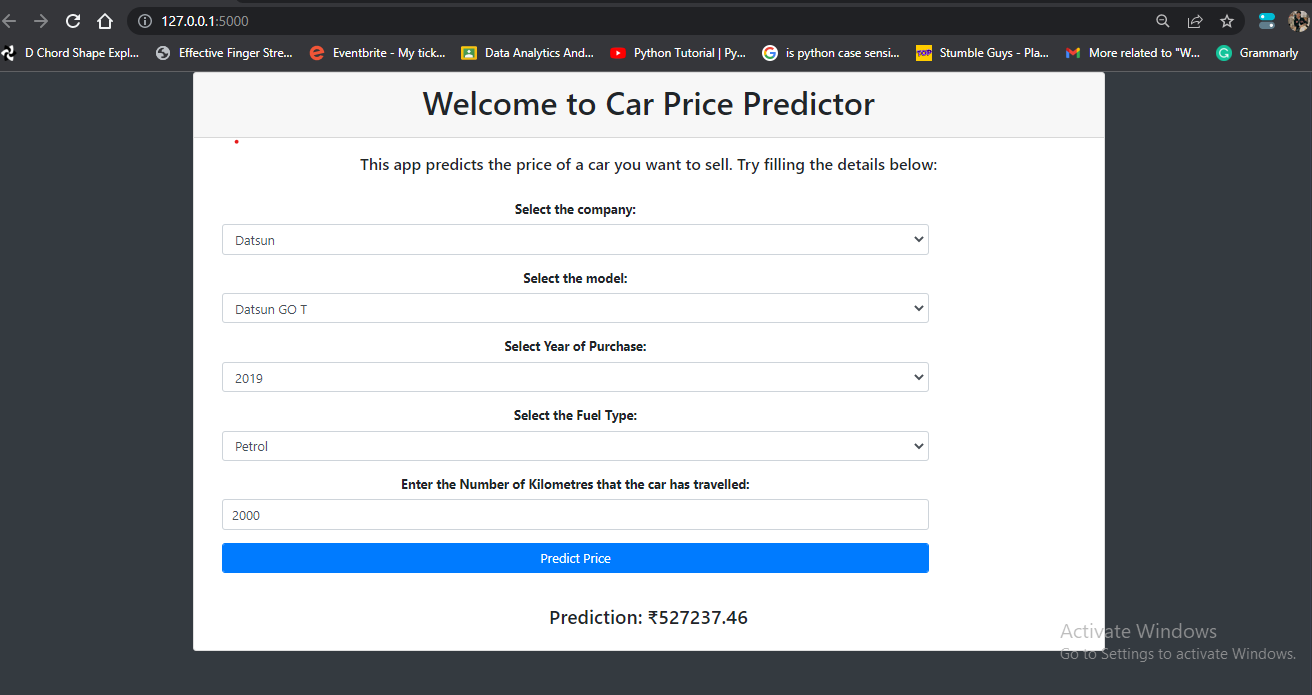 127.0.0.1:5000
D Chord Shape Expl... Effective Finger Stre... Eventbrite - My tick... Data Analytics And... Python Tutorial | Py... is python case sensi... TOP Stumble Guys - Pla... More related to "W... Grammarly
Welcome to Car Price Predictor
This app predicts the price of a car you want to sell. Try filling the details below:
Select the company:
Datsun
Select the model:
Datsun GO T
Select Year of Purchase:
2019
Select the Fuel Type:
Petrol
Enter the Number of Kilometres that the car has travelled:
2000
Predict Price
Prediction: ₹527237.46
Activate Windows
Go to Settings to activate Windows.